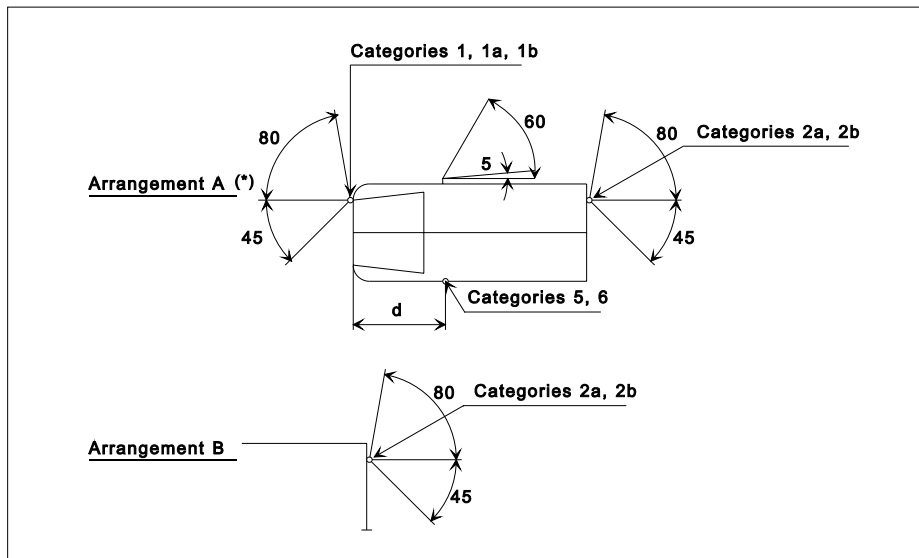 Categories 1, 1a, 1b
80
60
80
Categories 2a, 2b
5
Arrangement A (*)
45
45
Categories 5, 6
d
80
Categories 2a, 2b
Arrangement B
45